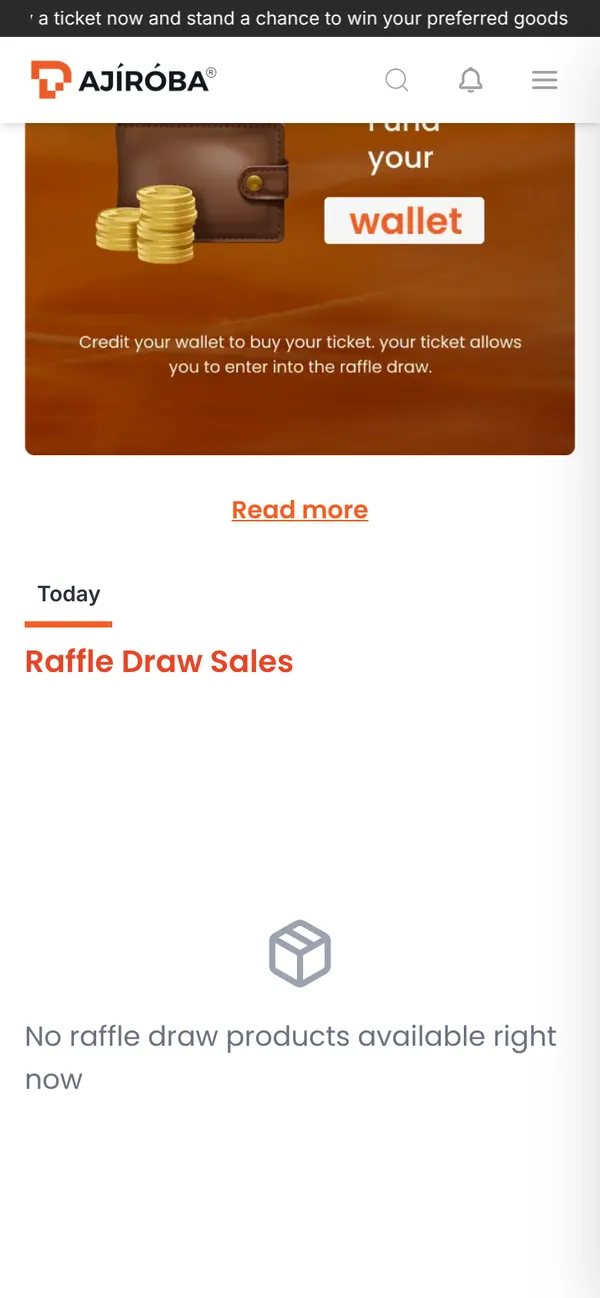 a ticket now and stand a chance to win your preferred goods
AJÍRÓBA®
Fund
your
wallet
Credit your wallet to buy your ticket. your ticket allows
you to enter into the raffle draw.
Read more
Today
Raffle Draw Sales
No raffle draw products available right
now